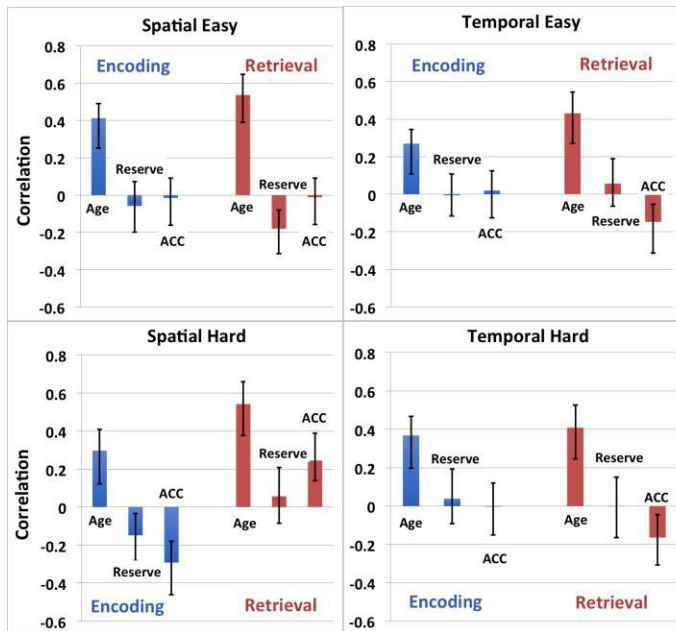 Spatial Easy
Encoding Retrieval
Correlation
0.8
0.6
0.4
0.2
0
-0.2
-0.4
-0.6
Age
Reserve
ACC
Age
Reserve
ACC
Temporal Easy
Encoding Retrieval
0.8
0.6
0.4
0.2
0
-0.2
-0.4
-0.6
Age
Reserve
ACC
Age
Reserve
ACC
Spatial Hard
Correlation
0.8
0.6
0.4
0.2
0
-0.2
-0.4
-0.6
Age
Reserve
ACC
Age
Reserve
ACC
Encoding Retrieval
Temporal Hard
0.8
0.6
0.4
0.2
0
-0.2
-0.4
-0.6
Age
Reserve
ACC
Age
Reserve
ACC
Encoding Retrieval